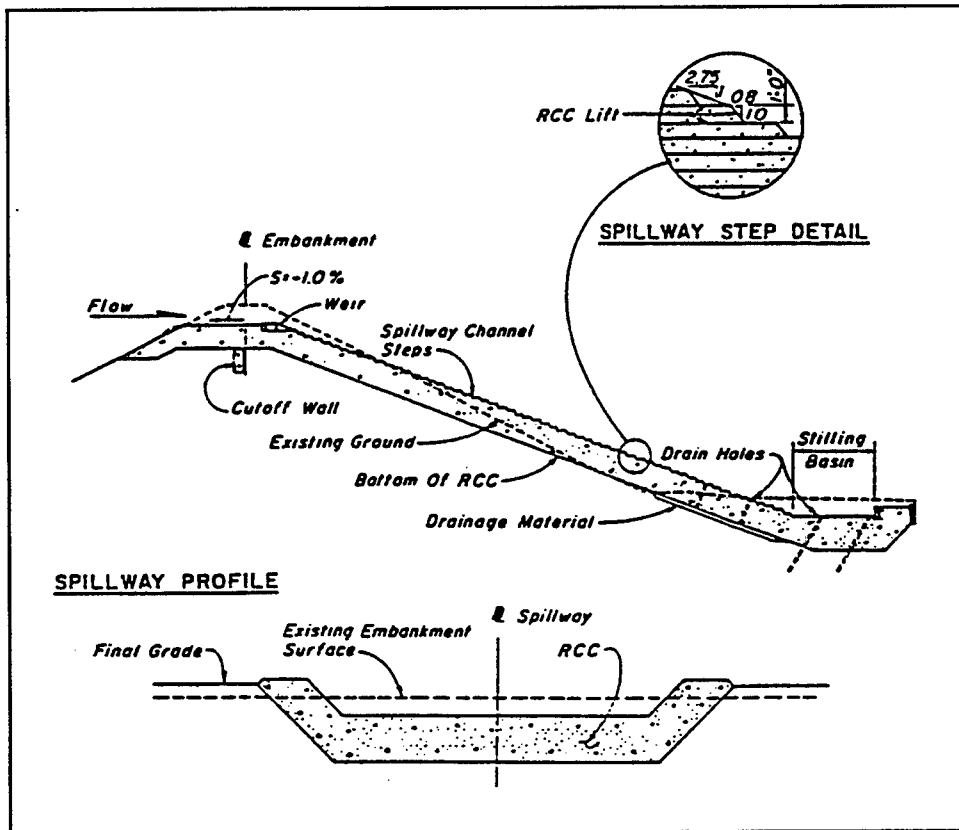 2.75
1
08
10
1.0'
RCC Lift
SPILLWAY STEP DETAIL
℄ Embankment
S=-1.0%
Flow
Weir
Spillway Channel
Steps
Cutoff Wall
Existing Ground
Bottom Of RCC
Drain Holes
Stilling
Basin
Drainage Material
SPILLWAY PROFILE
℄ Spillway
Existing Embankment
Surface
RCC
Final Grade